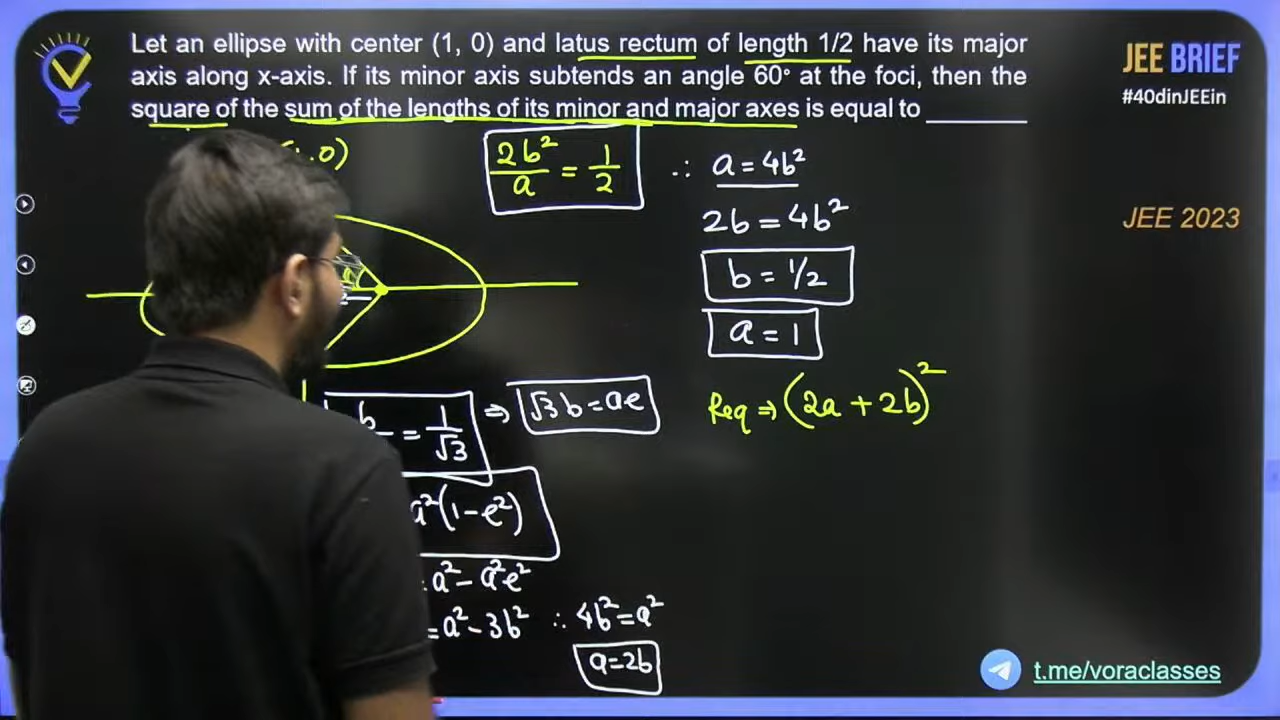 Let an ellipse with center (1, 0) and latus rectum of length 1/2 have its major
axis along x-axis. If its minor axis subtends an angle 60° at the foci, then the
square of the sum of the lengths of its minor and major axes is equal to ________
JEE BRIEF
#40dinJEEin
JEE 2023
, 0)
2b²/a = 1/2
∴ a = 4b²
2b = 4b²
b = 1/2
a = 1
Req ⇒ (2a + 2b)²
b
= 1/√3 ⇒ √3 b = ae
a²(1 - e²)
a² - a²e²
= a² - 3b² ∴ 4b² = a²
a = 2b
t.me/voraclasses